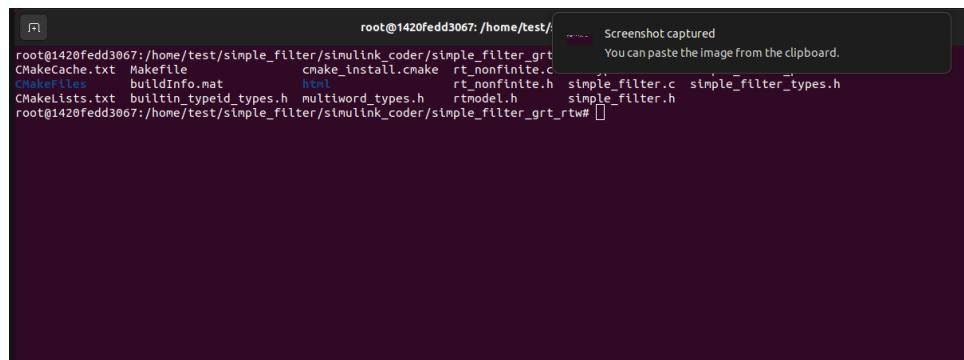 root@1420fedd3067: /home/test/
Screenshot captured
You can paste the image from the clipboard.
root@1420fedd3067:/home/test/simple_filter/simulink_coder/simple_filter_grt
CMakeCache.txt Makefile cmake_install.cmake rt_nonfinite.c
CMakeFiles buildInfo.mat html rt_nonfinite.h simple_filter.c simple_filter_types.h
CMakeLists.txt builtin_typeid_types.h multiword_types.h rtmodel.h simple_filter.h
root@1420fedd3067:/home/test/simple_filter/simulink_coder/simple_filter_grt_rtw#